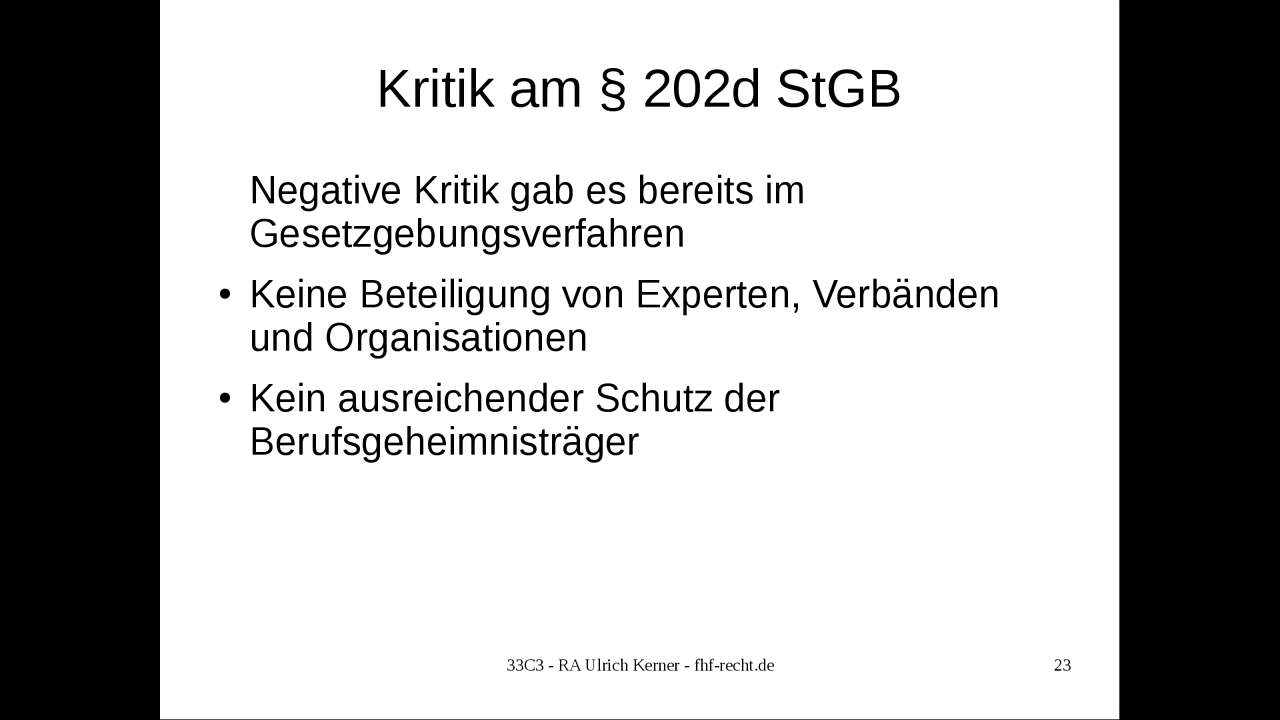 Kritik am § 202d StGB
Negative Kritik gab es bereits im
Gesetzgebungsverfahren
• Keine Beteiligung von Experten, Verbänden
und Organisationen
• Kein ausreichender Schutz der
Berufsgeheimnisträger
33C3 - RA Ulrich Kerner - fhf-recht.de
23